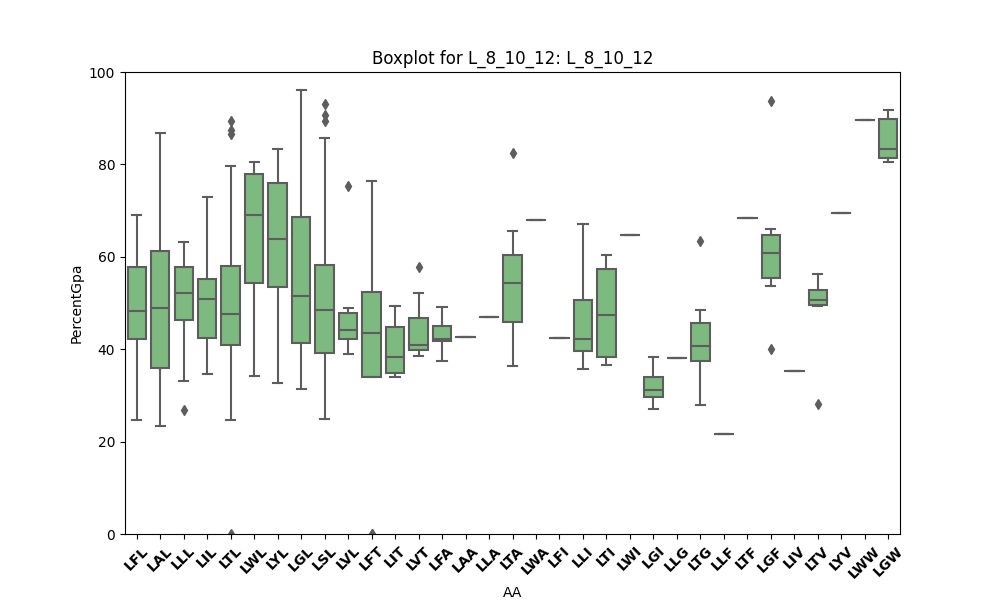 Boxplot for L_8_10_12: L_8_10_12
100
80
60
40
20
0
PercentGpa
LFL LAL LLL LIL LTL LWL LYL LGL LSL LVL LFT LIT LVT LFA LAA LLA LTA LWA LFI LLI LTI LWI LGI LLG LTG LLF LTF LGF LIV LTV LYV LWW LGW
AA